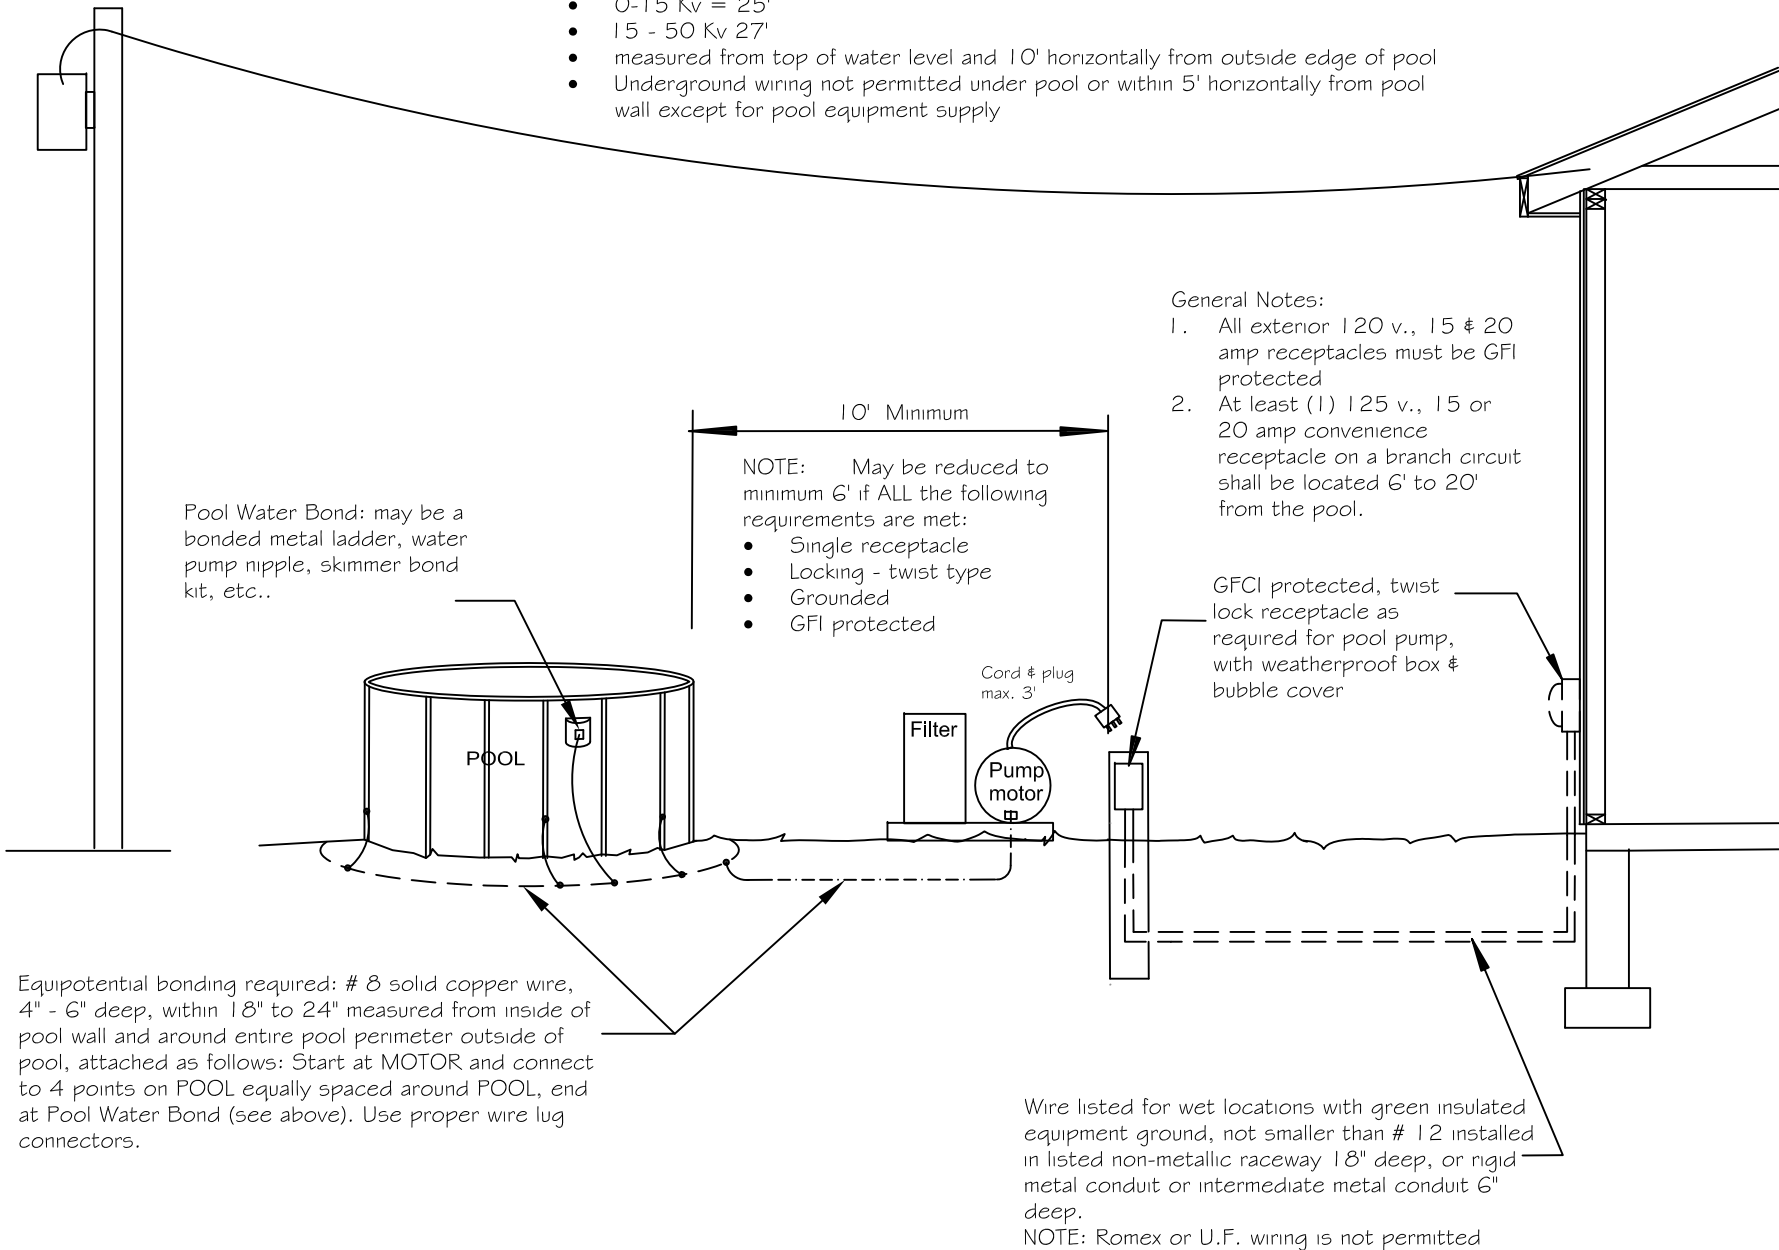 • 0-15 Kv = 25'
• 15 - 50 Kv 27'
• measured from top of water level and 10' horizontally from outside edge of pool
• Underground wiring not permitted under pool or within 5' horizontally from pool
wall except for pool equipment supply
General Notes:
1. All exterior 120 v., 15 & 20
amp receptacles must be GFI
protected
2. At least (1) 125 v., 15 or
20 amp convenience
receptacle on a branch circuit
shall be located 6' to 20'
from the pool.
10' Minimum
NOTE: May be reduced to
minimum 6' if ALL the following
requirements are met:
• Single receptacle
• Locking - twist type
• Grounded
• GFI protected
Pool Water Bond: may be a
bonded metal ladder, water
pump nipple, skimmer bond
kit, etc..
GFCI protected, twist
lock receptacle as
required for pool pump,
with weatherproof box &
bubble cover
Cord & plug
max. 3'
Filter
POOL
Pump
motor
Equipotential bonding required: # 8 solid copper wire,
4" - 6" deep, within 18" to 24" measured from inside of
pool wall and around entire pool perimeter outside of
pool, attached as follows: Start at MOTOR and connect
to 4 points on POOL equally spaced around POOL, end
at Pool Water Bond (see above). Use proper wire lug
connectors.
Wire listed for wet locations with green insulated
equipment ground, not smaller than # 12 installed
in listed non-metallic raceway 18" deep, or rigid
metal conduit or intermediate metal conduit 6"
deep.
NOTE: Romex or U.F. wiring is not permitted